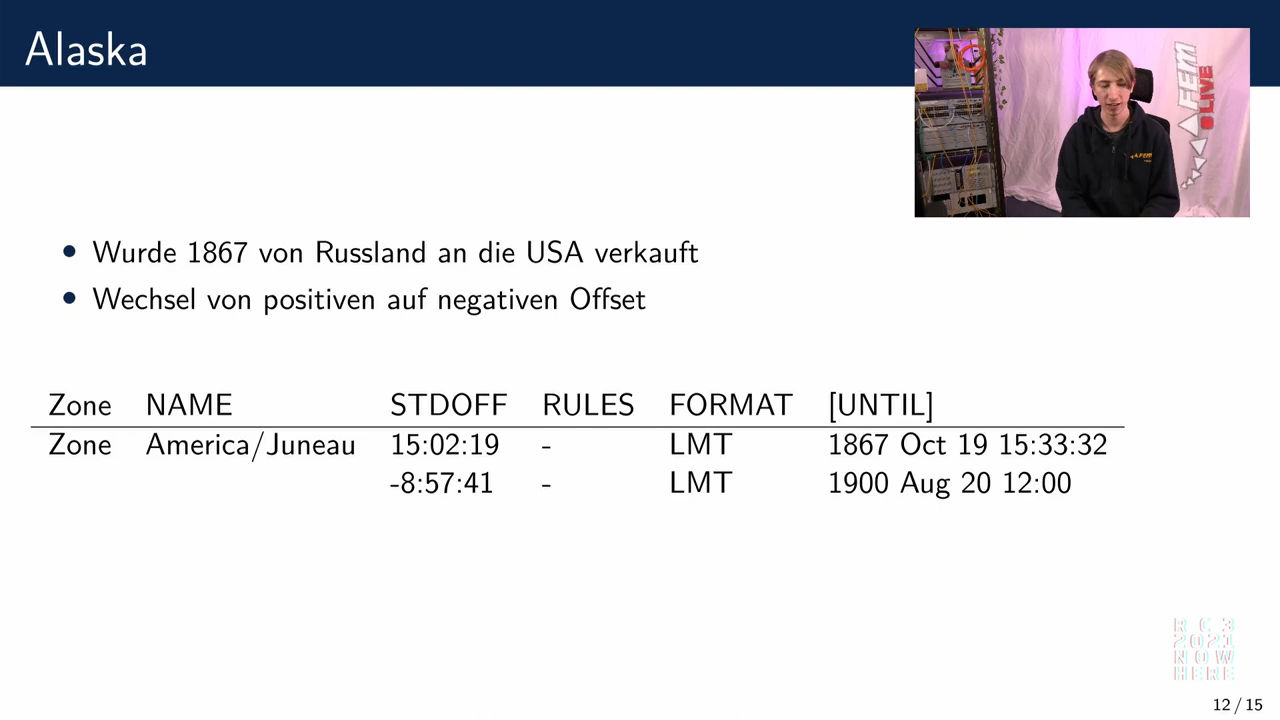 Alaska
FEM
LIVE
FEM
Wurde 1867 von Russland an die USA verkauft
Wechsel von positiven auf negativen Offset
Zone NAME STDOFF RULES FORMAT [UNTIL]
Zone America/Juneau 15:02:19 - LMT 1867 Oct 19 15:33:32
-8:57:41 - LMT 1900 Aug 20 12:00
R C 3
2021
NOW
HERE
12 / 15